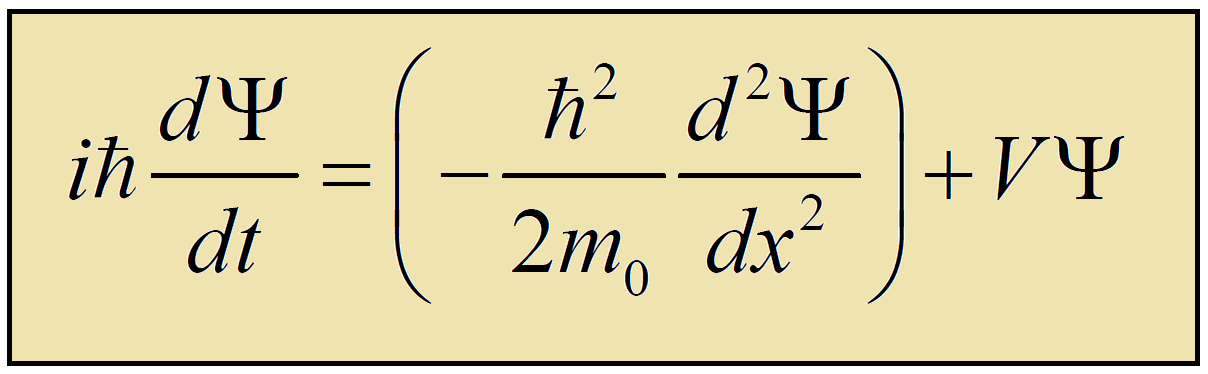 iħ dΨ/dt = (−ħ²/2m₀ d²Ψ/dx²) + VΨ